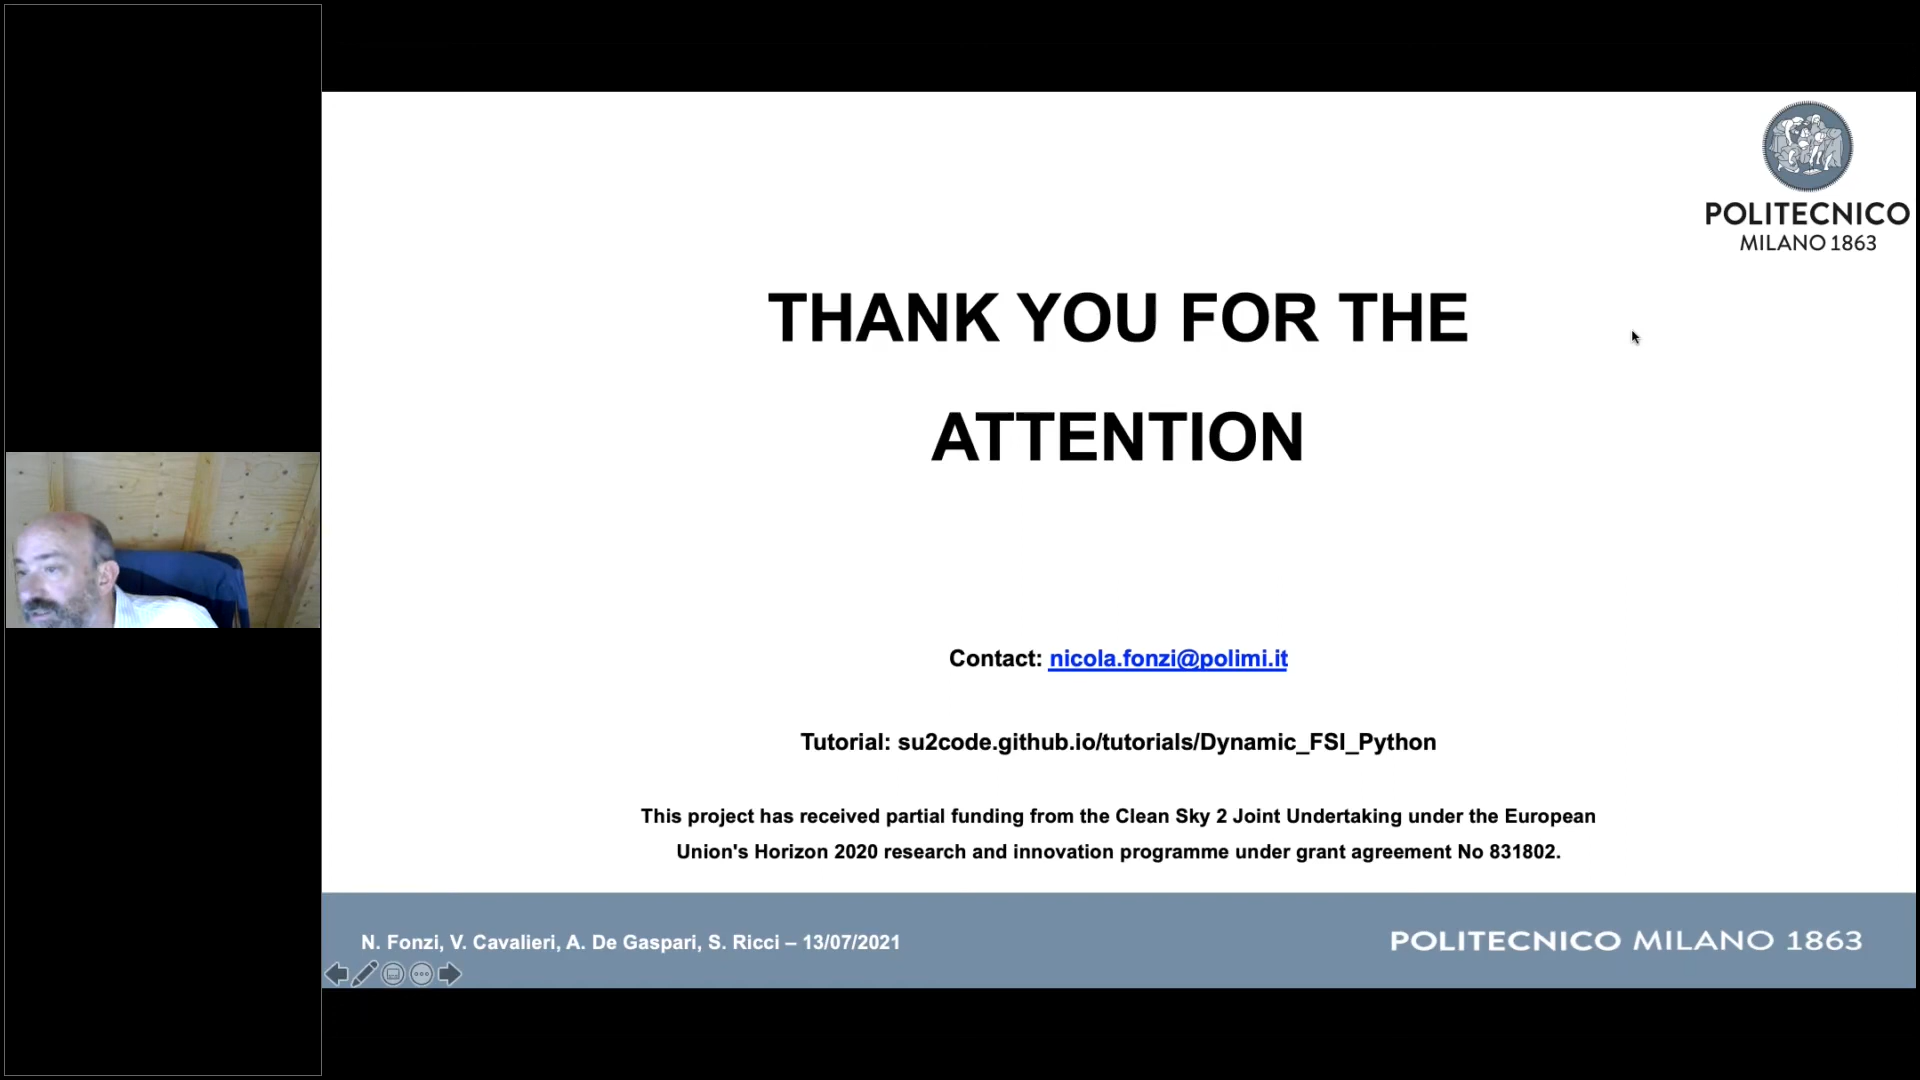 POLITECNICO
MILANO 1863
THANK YOU FOR THE
ATTENTION
Contact: nicola.fonzi@polimi.it
Tutorial: su2code.github.io/tutorials/Dynamic_FSI_Python
This project has received partial funding from the Clean Sky 2 Joint Undertaking under the European
Union's Horizon 2020 research and innovation programme under grant agreement No 831802.
N. Fonzi, V. Cavalieri, A. De Gaspari, S. Ricci – 13/07/2021
POLITECNICO MILANO 1863